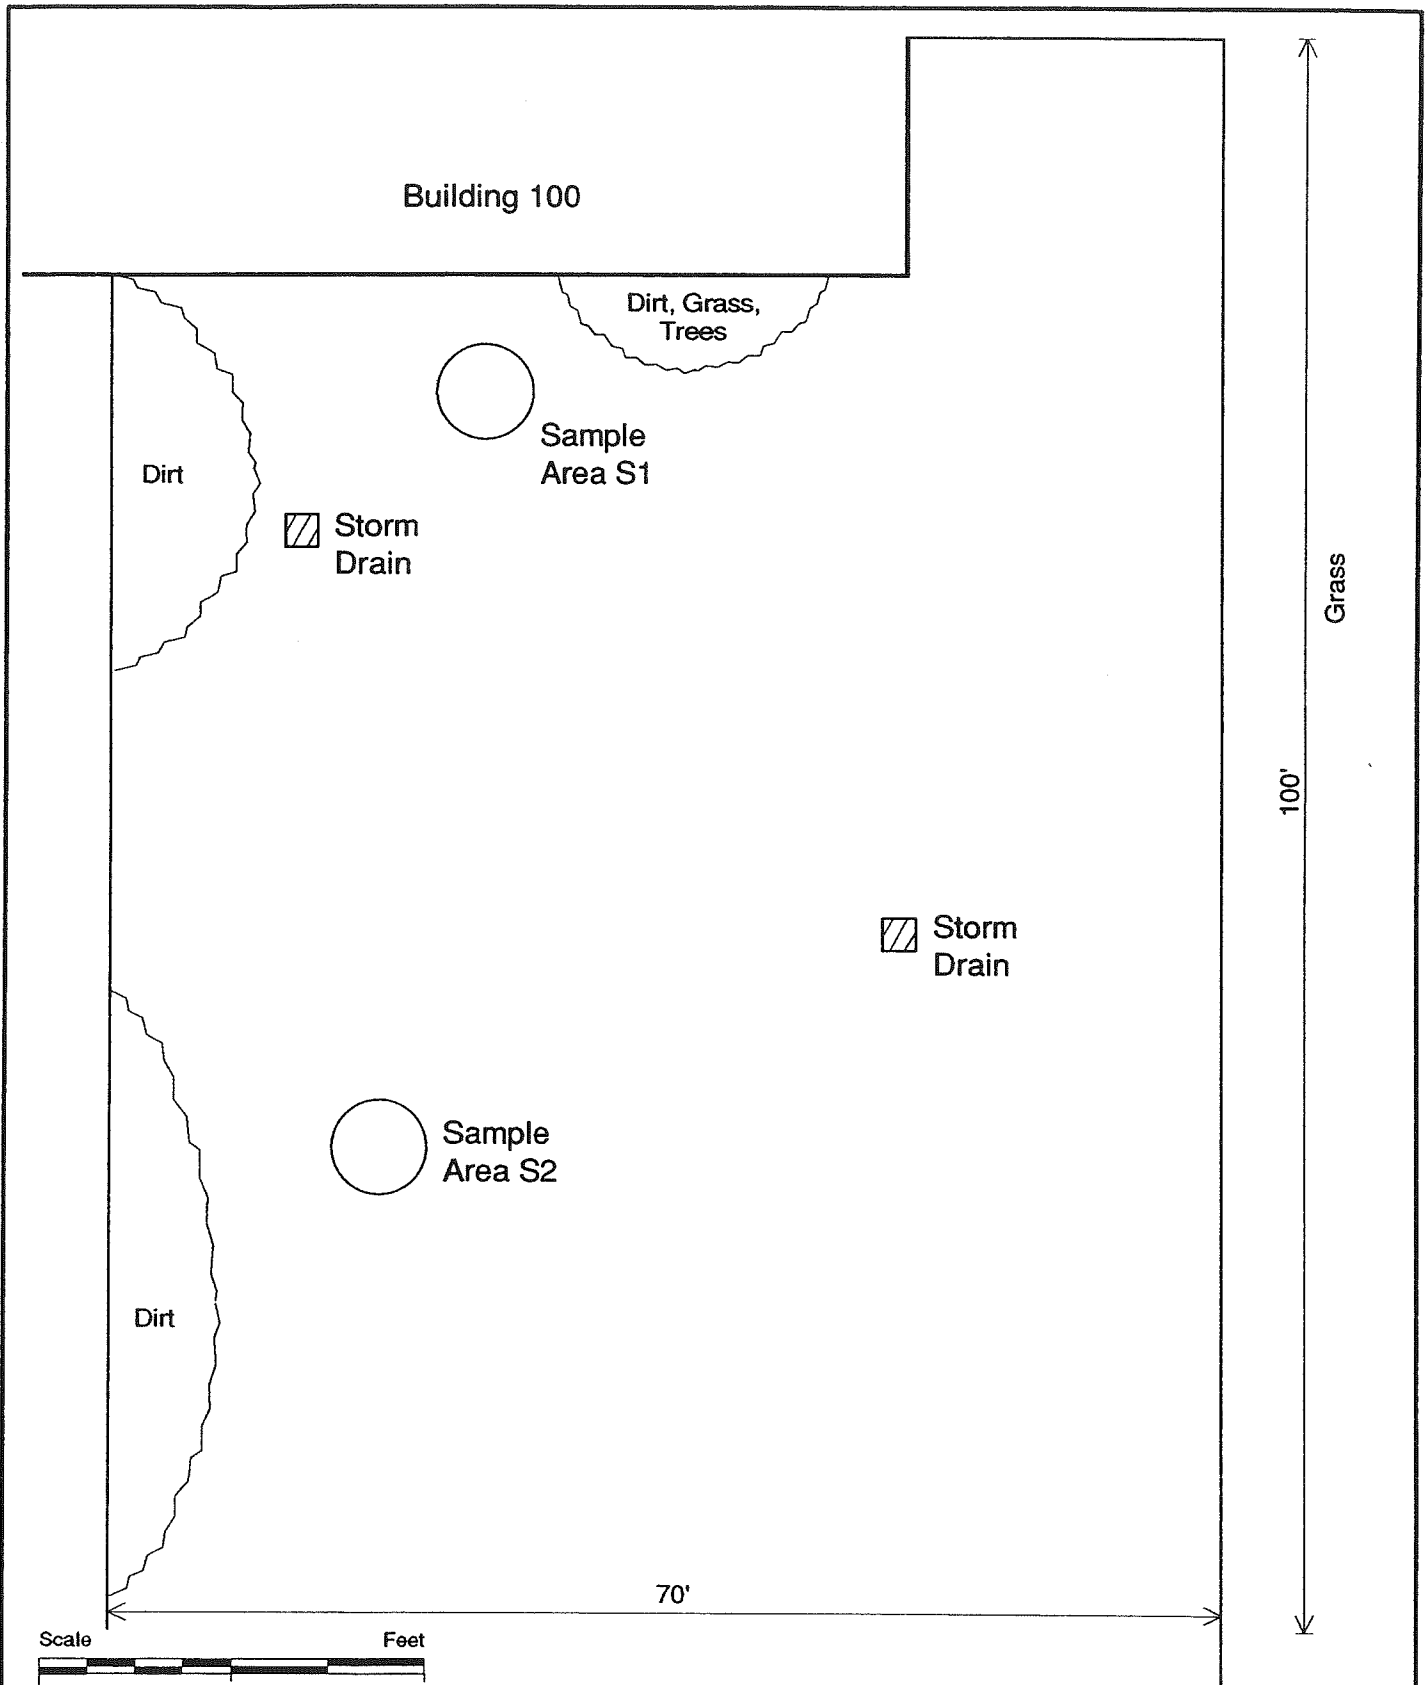 Building 100
Dirt, Grass,
Trees
Sample
Area S1
Dirt
Storm
Drain
Grass
100'
Storm
Drain
Sample
Area S2
Dirt
70'
Scale Feet